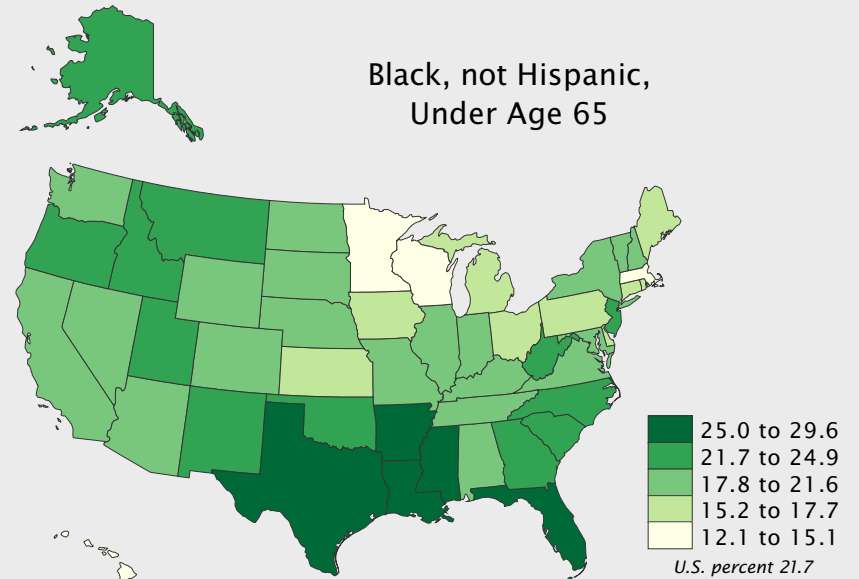 Black, not Hispanic,
Under Age 65
25.0 to 29.6
21.7 to 24.9
17.8 to 21.6
15.2 to 17.7
12.1 to 15.1
U.S. percent 21.7